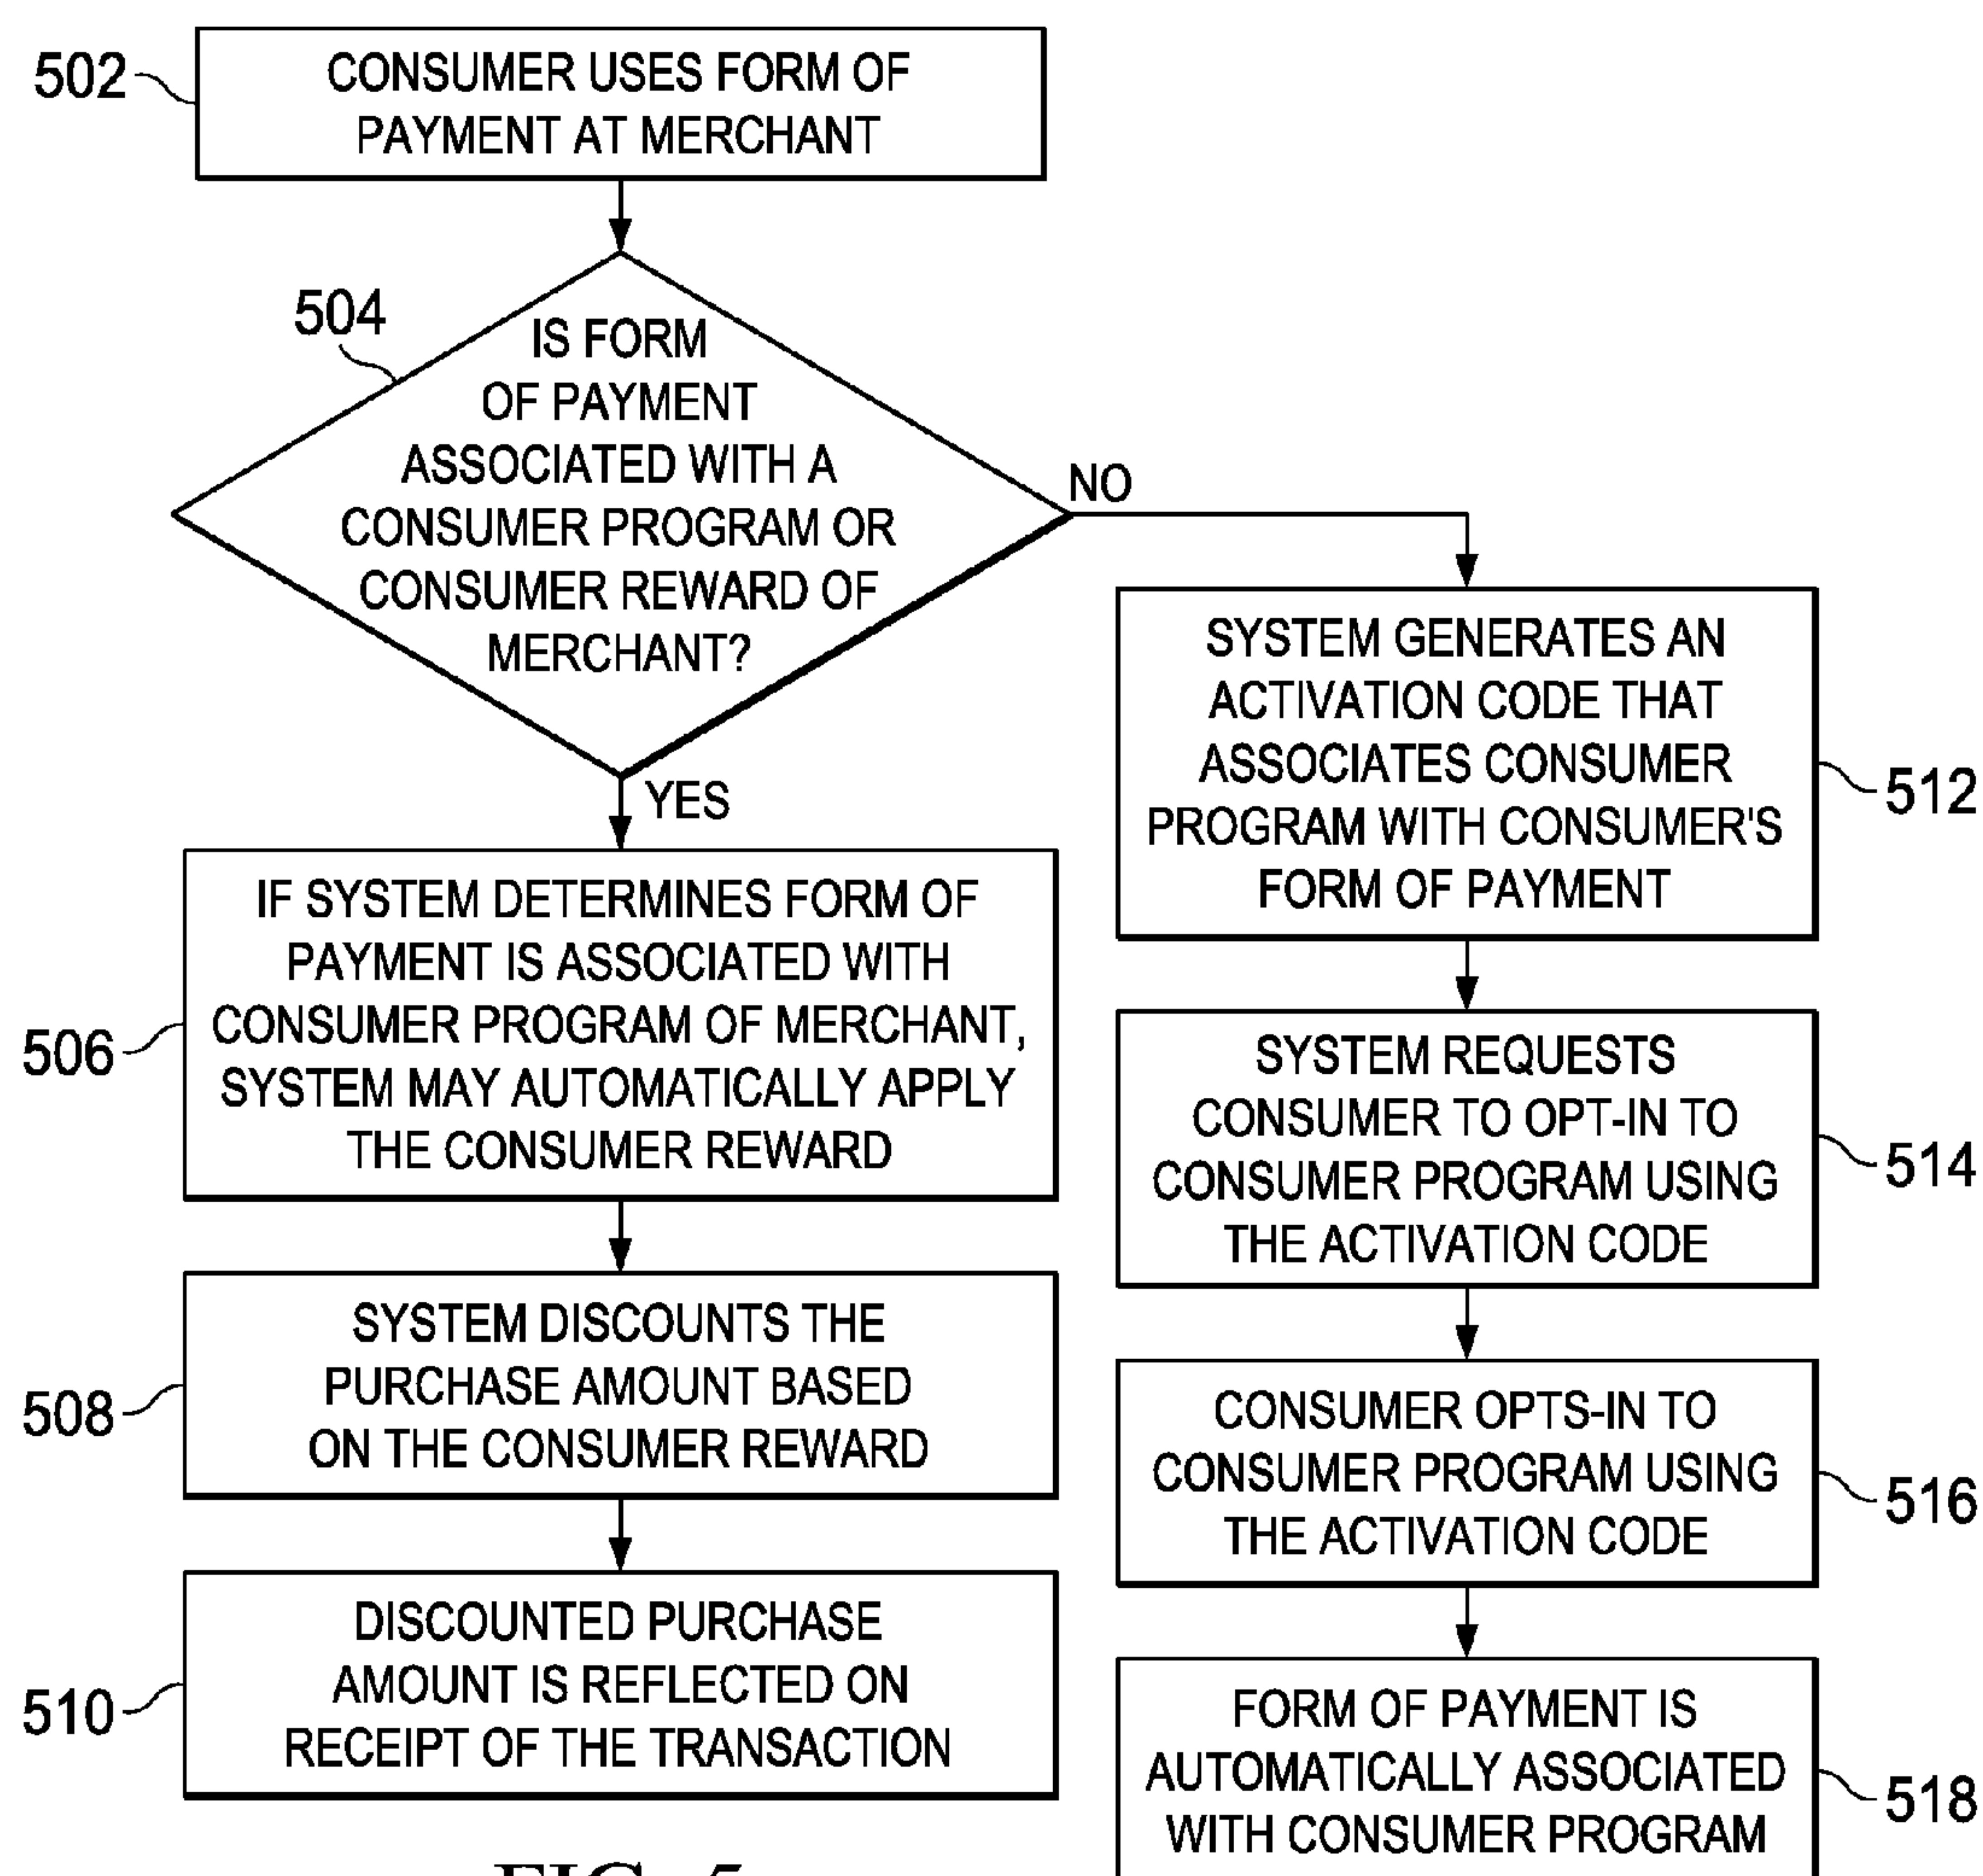 502
CONSUMER USES FORM OF
PAYMENT AT MERCHANT
504
IS FORM
OF PAYMENT
ASSOCIATED WITH A
CONSUMER PROGRAM OR
CONSUMER REWARD OF
MERCHANT?
NO
YES
506
IF SYSTEM DETERMINES FORM OF
PAYMENT IS ASSOCIATED WITH
CONSUMER PROGRAM OF MERCHANT,
SYSTEM MAY AUTOMATICALLY APPLY
THE CONSUMER REWARD
508
SYSTEM DISCOUNTS THE
PURCHASE AMOUNT BASED
ON THE CONSUMER REWARD
510
DISCOUNTED PURCHASE
AMOUNT IS REFLECTED ON
RECEIPT OF THE TRANSACTION
SYSTEM GENERATES AN
ACTIVATION CODE THAT
ASSOCIATES CONSUMER
PROGRAM WITH CONSUMER'S
FORM OF PAYMENT
512
SYSTEM REQUESTS
CONSUMER TO OPT-IN TO
CONSUMER PROGRAM USING
THE ACTIVATION CODE
514
CONSUMER OPTS-IN TO
CONSUMER PROGRAM USING
THE ACTIVATION CODE
516
FORM OF PAYMENT IS
AUTOMATICALLY ASSOCIATED
WITH CONSUMER PROGRAM
518